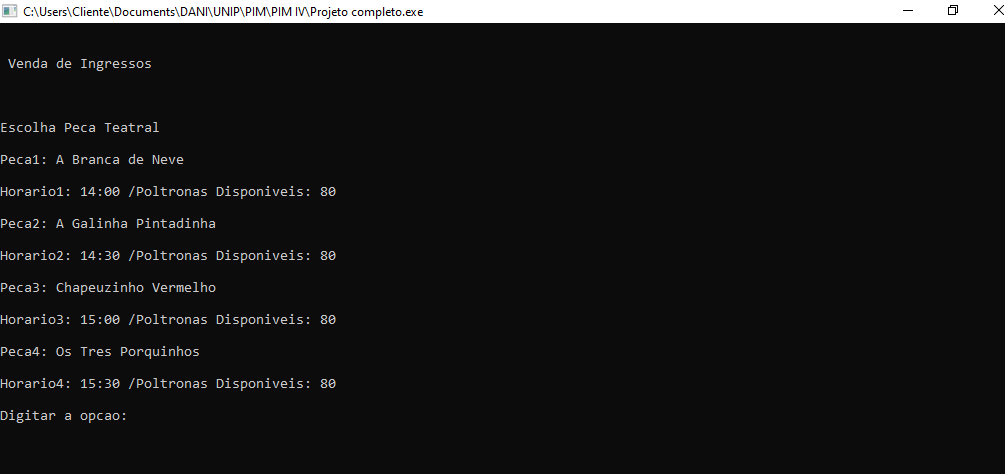 C:\Users\Cliente\Documents\DANI\UNIP\PIM\PIM IV\Projeto completo.exe
Venda de Ingressos
Escolha Peca Teatral
Peca1: A Branca de Neve
Horario1: 14:00 /Poltronas Disponiveis: 80
Peca2: A Galinha Pintadinha
Horario2: 14:30 /Poltronas Disponiveis: 80
Peca3: Chapeuzinho Vermelho
Horario3: 15:00 /Poltronas Disponiveis: 80
Peca4: Os Tres Porquinhos
Horario4: 15:30 /Poltronas Disponiveis: 80
Digitar a opcao: